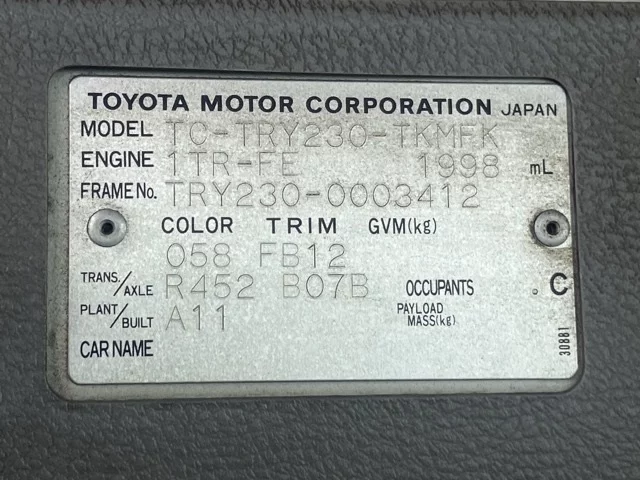 TOYOTA MOTOR CORPORATION JAPAN
MODEL TC-TRY230-TKMFK
ENGINE 1TR-FE 1998 mL
FRAME No. TRY230-0003412
COLOR TRIM GVM(kg)
058 FB12
TRANS./AXLE R452 B07B OCCUPANTS . C
PLANT/BUILT A11 PAYLOAD MASS(kg)
CAR NAME
30881